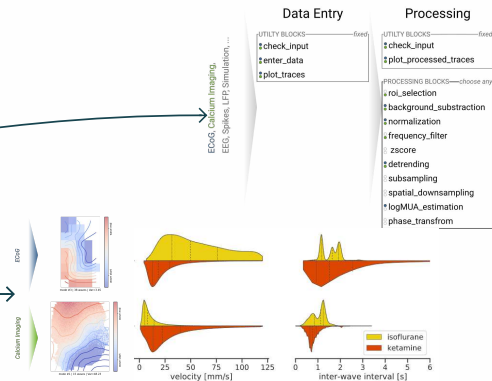 Data Entry
UTILTY BLOCKS fixed
check_input
enter_data
plot_traces
Processing
UTILTY BLOCKS fixed
check_input
plot_processed_traces
PROCESSING BLOCKS choose any
roi_selection
background_substraction
normalization
frequency_filter
zscore
detrending
subsampling
spatial_downsampling
logMUA_estimation
phase_transfrom
ECoG, Calcium Imaging,
EEG, Spikes, LFP, Simulation, ...
ECoG
Calcium Imaging
isoflurane
ketamine
0 25 50 75 100 125
velocity [mm/s]
0 1 2 3 4 5 6
inter-wave interval [s]